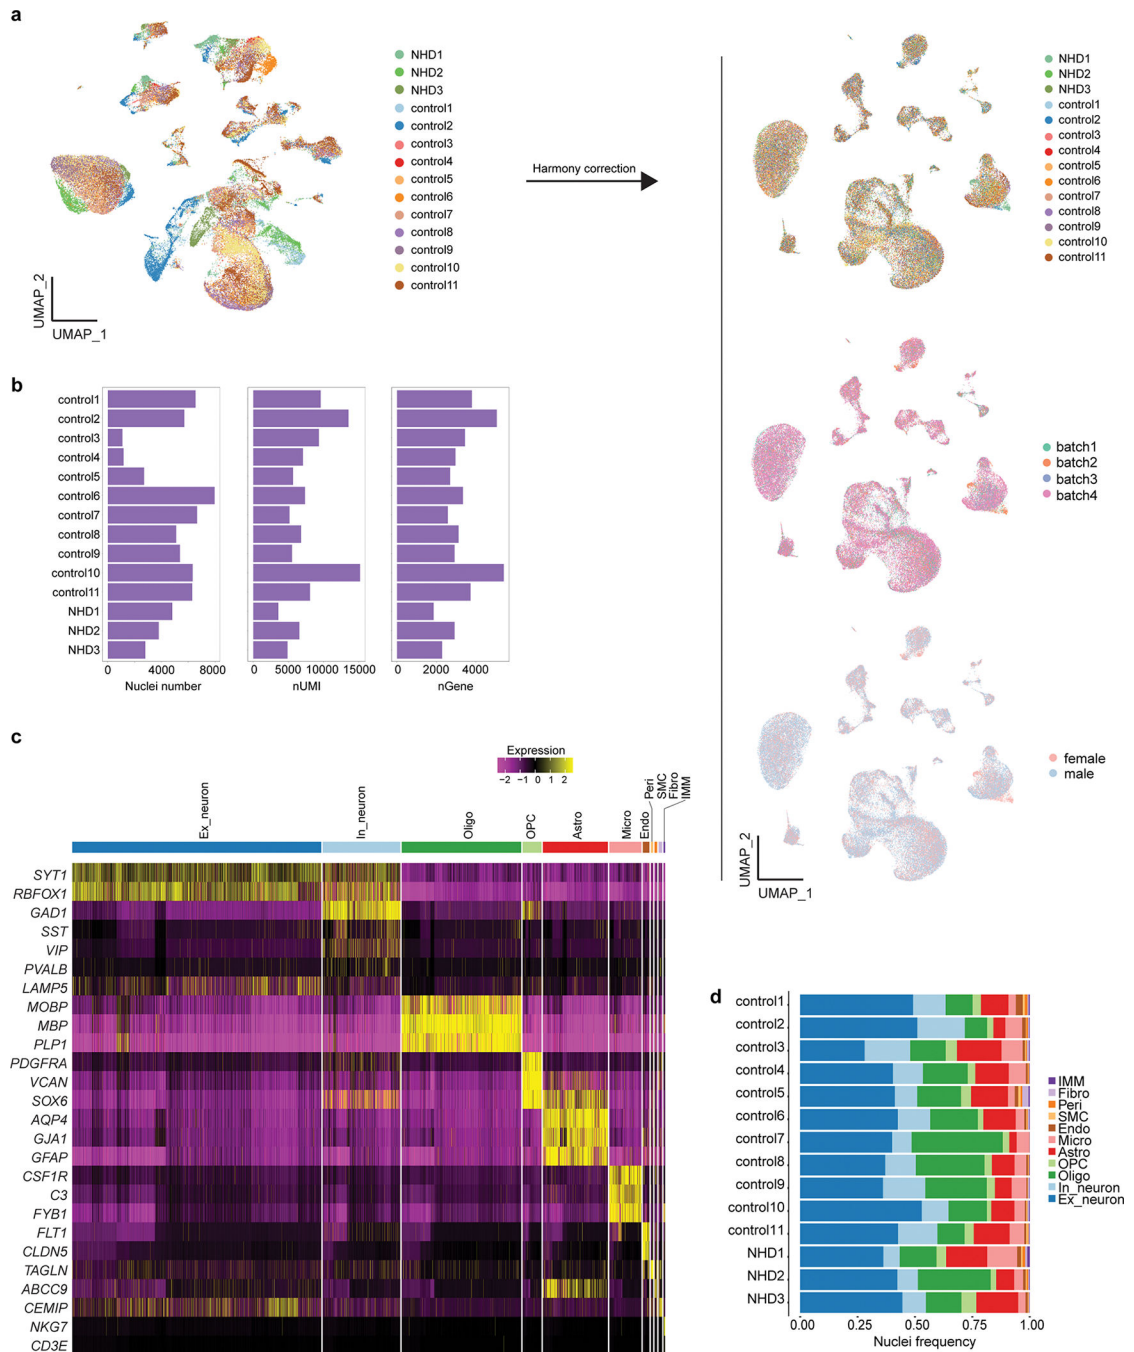 a
NHD1
NHD2
NHD3
control1
control2
control3
control4
control5
control6
control7
control8
control9
control10
control11
UMAP_2
UMAP_1
Harmony correction
NHD1
NHD2
NHD3
control1
control2
control3
control4
control5
control6
control7
control8
control9
control10
control11
batch1
batch2
batch3
batch4
female
male
UMAP_2
UMAP_1
b
control1
control2
control3
control4
control5
control6
control7
control8
control9
control10
control11
NHD1
NHD2
NHD3
0 4000 8000
Nuclei number
0 5000 10000 15000
nUMI
0 2000 4000
nGene
c
Expression
−2 −1 0 1 2
Ex_neuron
In_neuron
Oligo
OPC
Astro
Micro
Endo
Peri
SMC
Fibro
IMM
SYT1
RBFOX1
GAD1
SST
VIP
PVALB
LAMP5
MOBP
MBP
PLP1
PDGFRA
VCAN
SOX6
AQP4
GJA1
GFAP
CSF1R
C3
FYB1
FLT1
CLDN5
TAGLN
ABCC9
CEMIP
NKG7
CD3E
d
control1
control2
control3
control4
control5
control6
control7
control8
control9
control10
control11
NHD1
NHD2
NHD3
0.00 0.25 0.50 0.75 1.00
Nuclei frequency
IMM
Fibro
Peri
SMC
Endo
Micro
Astro
OPC
Oligo
In_neuron
Ex_neuron